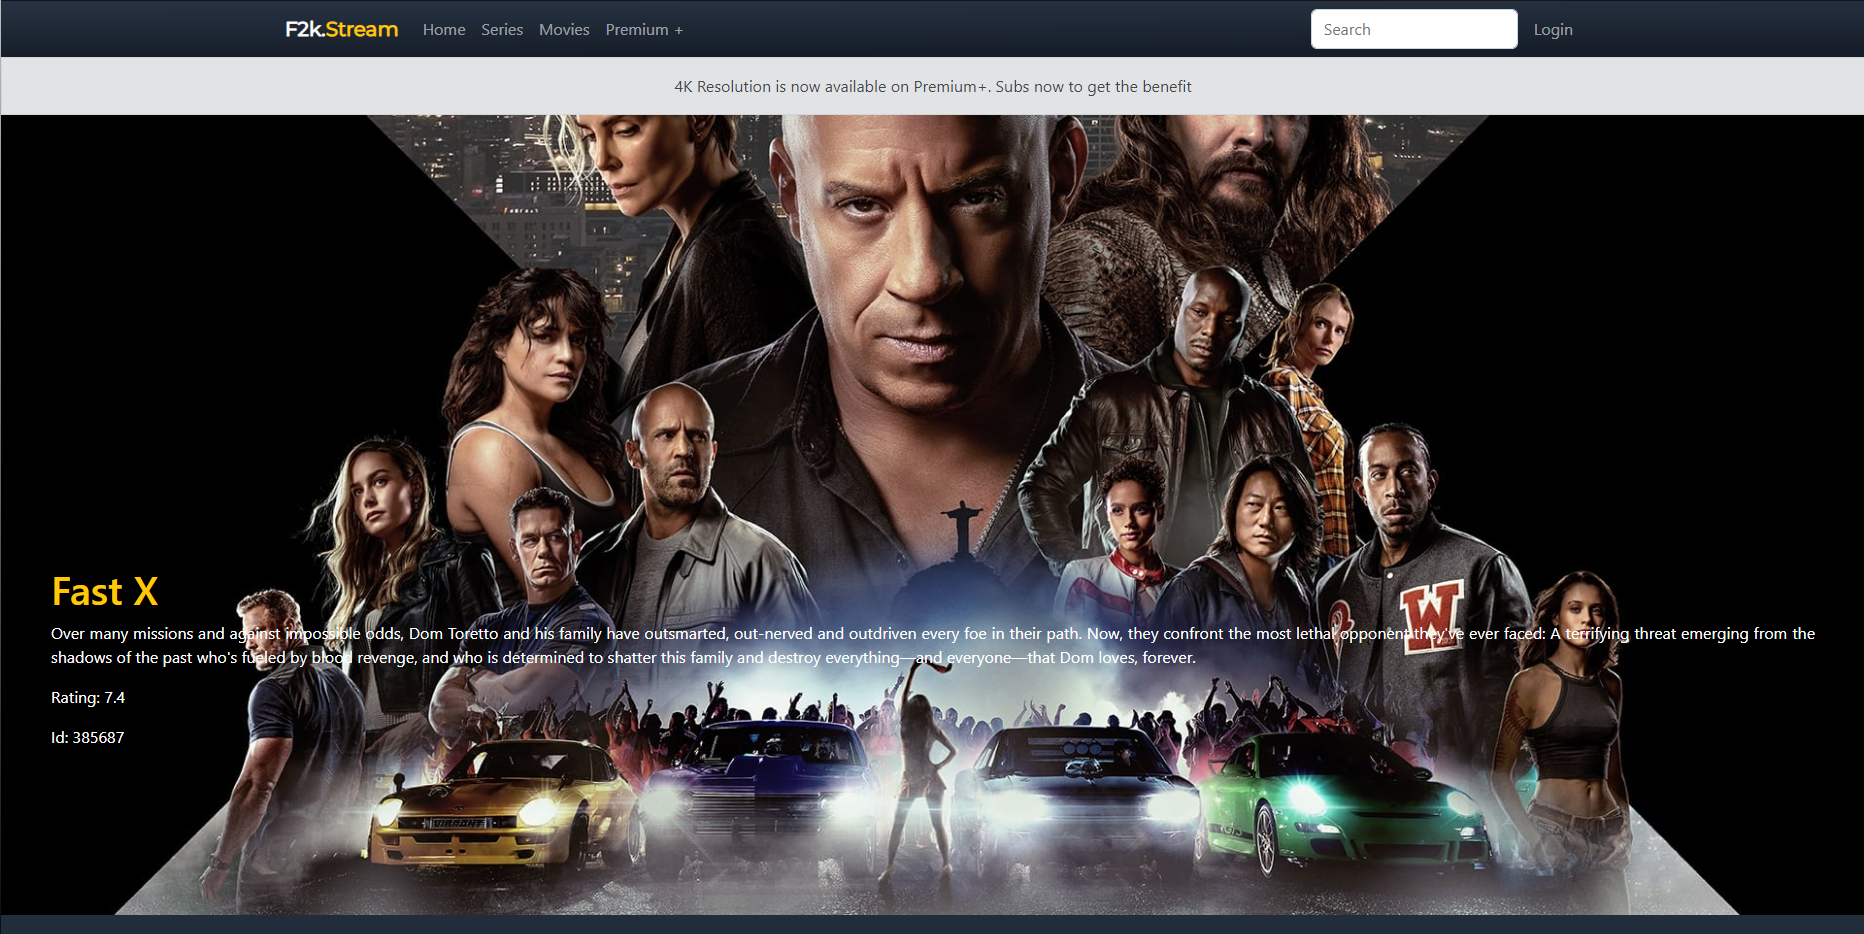 F2k.Stream Home Series Movies Premium + Search Login
4K Resolution is now available on Premium+. Subs now to get the benefit
W
Fast X
Over many missions and against impossible odds, Dom Toretto and his family have outsmarted, out-nerved and outdriven every foe in their path. Now, they confront the most lethal opponent they've ever faced: A terrifying threat emerging from the
shadows of the past who's fueled by blood revenge, and who is determined to shatter this family and destroy everything—and everyone—that Dom loves, forever.
Rating: 7.4
Id: 385687